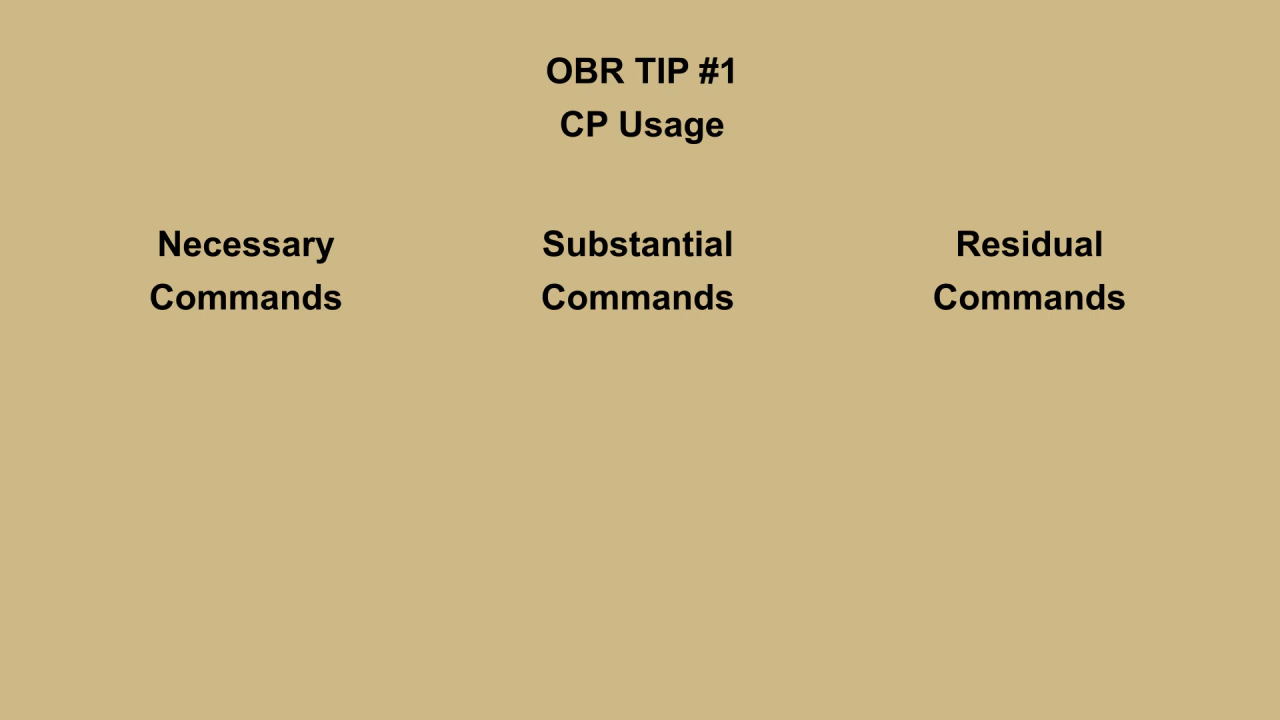 OBR TIP #1
CP Usage
Necessary
Commands
Substantial
Commands
Residual
Commands